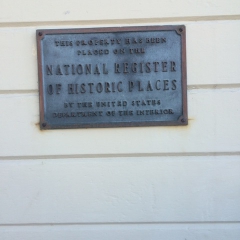 THIS PROPERTY HAS BEEN
PLACED ON THE
NATIONAL REGISTER
OF HISTORIC PLACES
BY THE UNITED STATES
DEPARTMENT OF THE INTERIOR